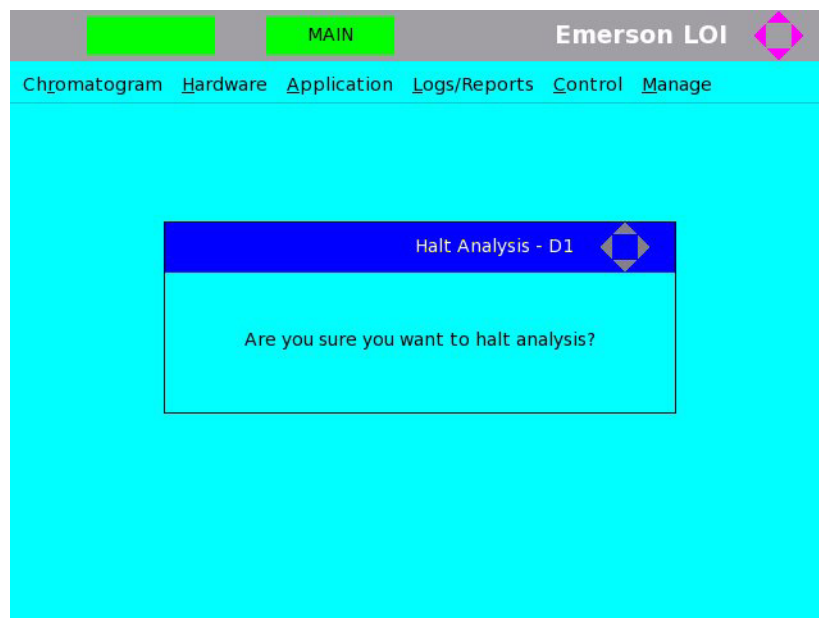 MAIN Emerson LOI
Chromatogram Hardware Application Logs/Reports Control Manage
Halt Analysis - D1
Are you sure you want to halt analysis?